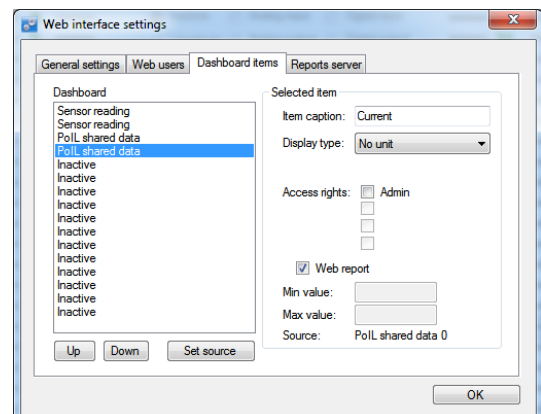 Web interface settings
General settings Web users Dashboard items Reports server
Dashboard
Sensor reading
Sensor reading
PoIL shared data
PoIL shared data
Inactive
Inactive
Inactive
Inactive
Inactive
Inactive
Inactive
Inactive
Inactive
Inactive
Inactive
Inactive
Up Down Set source
Selected item
Item caption: Current
Display type: No unit
Access rights: Admin
Web report
Min value:
Max value:
Source: PoIL shared data 0
OK